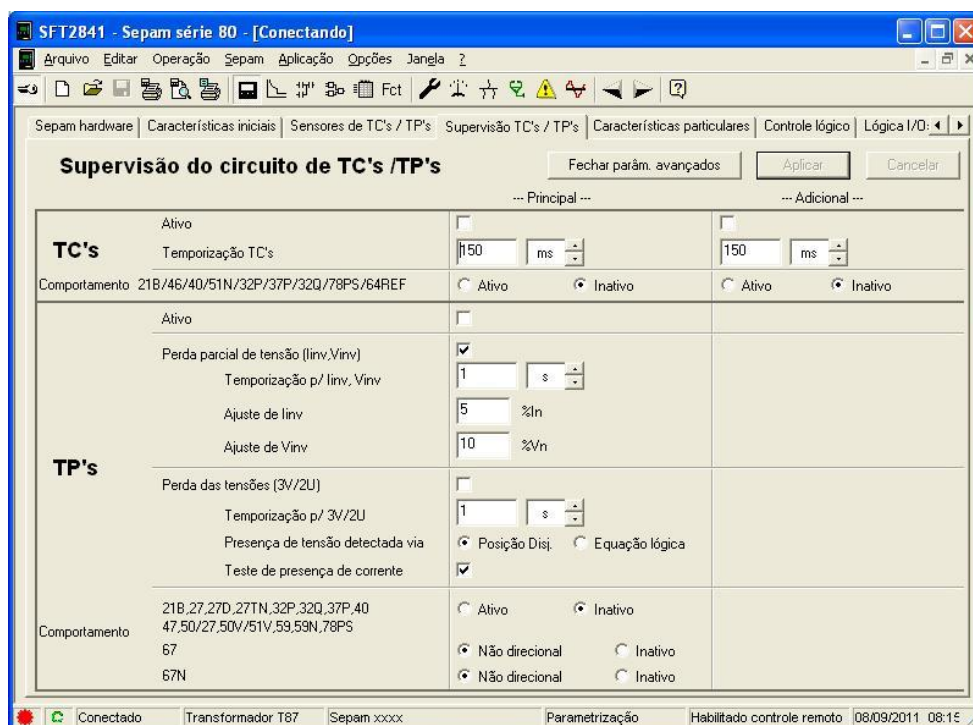 SFT2841 - Sepam série 80 - [Conectando]
Arquivo Editar Operação Sepam Aplicação Opções Janela ?
Fct
Sepam hardware Características iniciais Sensores de TC's / TP's Supervisão TC's / TP's Características particulares Controle lógico Lógica I/O:
Supervisão do circuito de TC's /TP's Fechar parâm. avançados Aplicar Cancelar
--- Principal --- --- Adicional ---
TC's
Ativo
Temporização TC's 150 ms 150 ms
Comportamento 21B/46/40/51N/32P/37P/32Q/78PS/64REF Ativo Inativo Ativo Inativo
TP's
Ativo
Perda parcial de tensão (Iinv,Vinv)
Temporização p/ Iinv, Vinv 1 s
Ajuste de Iinv 5 %In
Ajuste de Vinv 10 %Vn
Perda das tensões (3V/2U)
Temporização p/ 3V/2U 1 s
Presença de tensão detectada via Posição Disj. Equação lógica
Teste de presença de corrente
Comportamento
21B,27,27D,27TN,32P,32Q,37P,40 Ativo Inativo
47,50/27,50V/51V,59,59N,78PS
67 Não direcional Inativo
67N Não direcional Inativo
Conectado Transformador T87 Sepam xxxx Parametrização Habilitado controle remoto 08/09/2011 08:15